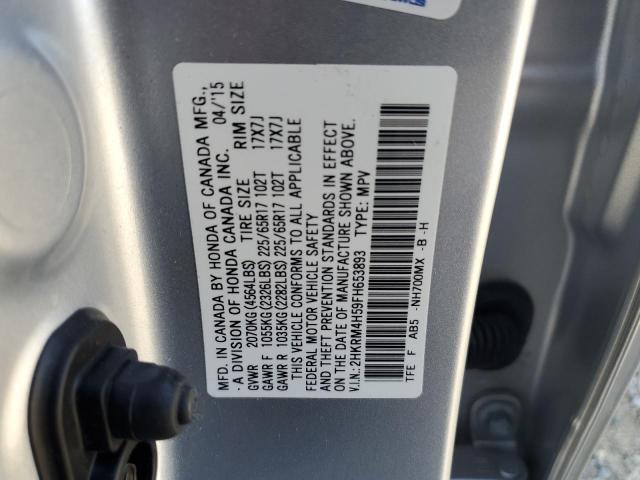 MFD. IN CANADA BY HONDA OF CANADA MFG.,
A DIVISION OF HONDA CANADA INC. 04/'15
TIRE SIZE RIM SIZE
GVWR 2070KG(4564LBS)
GAWR F 1055KG(2326LBS) 225/65R17 102T 17X7J
GAWR R 1035KG(2282LBS) 225/65R17 102T 17X7J
THIS VEHICLE CONFORMS TO ALL APPLICABLE
FEDERAL MOTOR VEHICLE SAFETY
AND THEFT PREVENTION STANDARDS IN EFFECT
ON THE DATE OF MANUFACTURE SHOWN ABOVE.
V.I.N.:2HKRM4H59FH653893 TYPE: MPV
TFE F AB5 -NH700MX -B -H